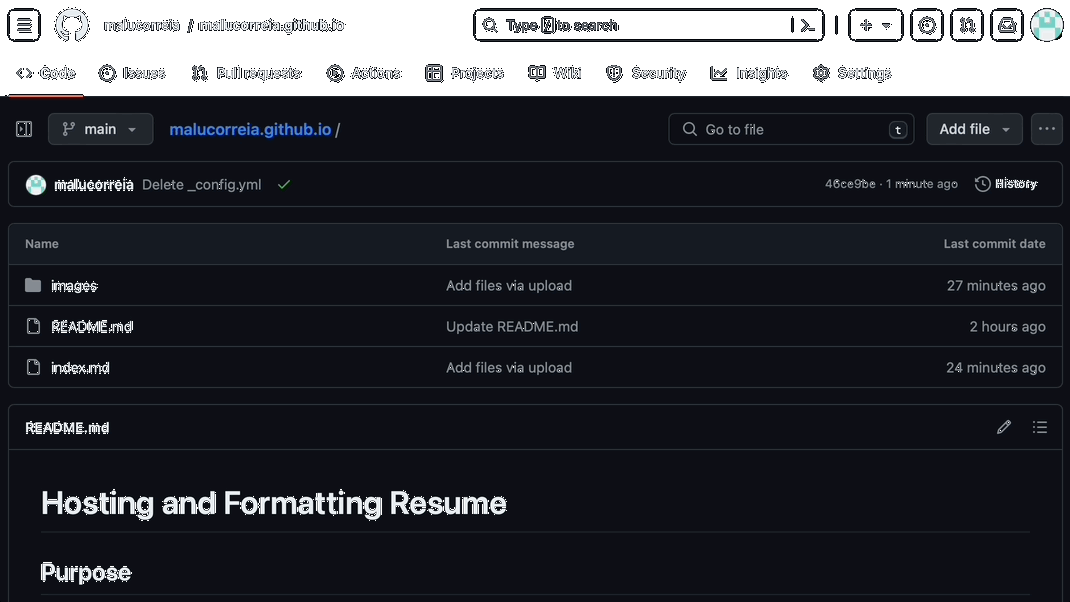 malucorreia / malucorreia.github.io Type / to search
Code Issues Pull requests Actions Projects Wiki Security Insights Settings
main malucorreia.github.io / Go to file t Add file
malucorreia Delete _config.yml 46ce9be · 1 minute ago History
Name Last commit message Last commit date
images Add files via upload 27 minutes ago
README.md Update README.md 2 hours ago
index.md Add files via upload 24 minutes ago
README.md
Hosting and Formatting Resume
Purpose